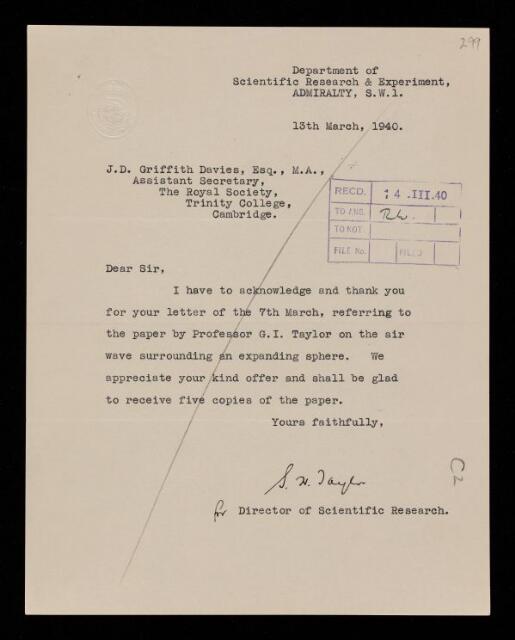 299
Department of
Scientific Research & Experiment,
ADMIRALTY, S.W.1.
13th March, 1940.
J.D. Griffith Davies, Esq., M.A.,
Assistant Secretary,
The Royal Society,
Trinity College,
Cambridge.
RECD. 14 .III.40
TO ANS.
TO NOT.
FILE No. FILED
Dear Sir,
I have to acknowledge and thank you
for your letter of the 7th March, referring to
the paper by Professor G.I. Taylor on the air
wave surrounding an expanding sphere. We
appreciate your kind offer and shall be glad
to receive five copies of the paper.
Yours faithfully,
S. W. Taylor
for Director of Scientific Research.
C2